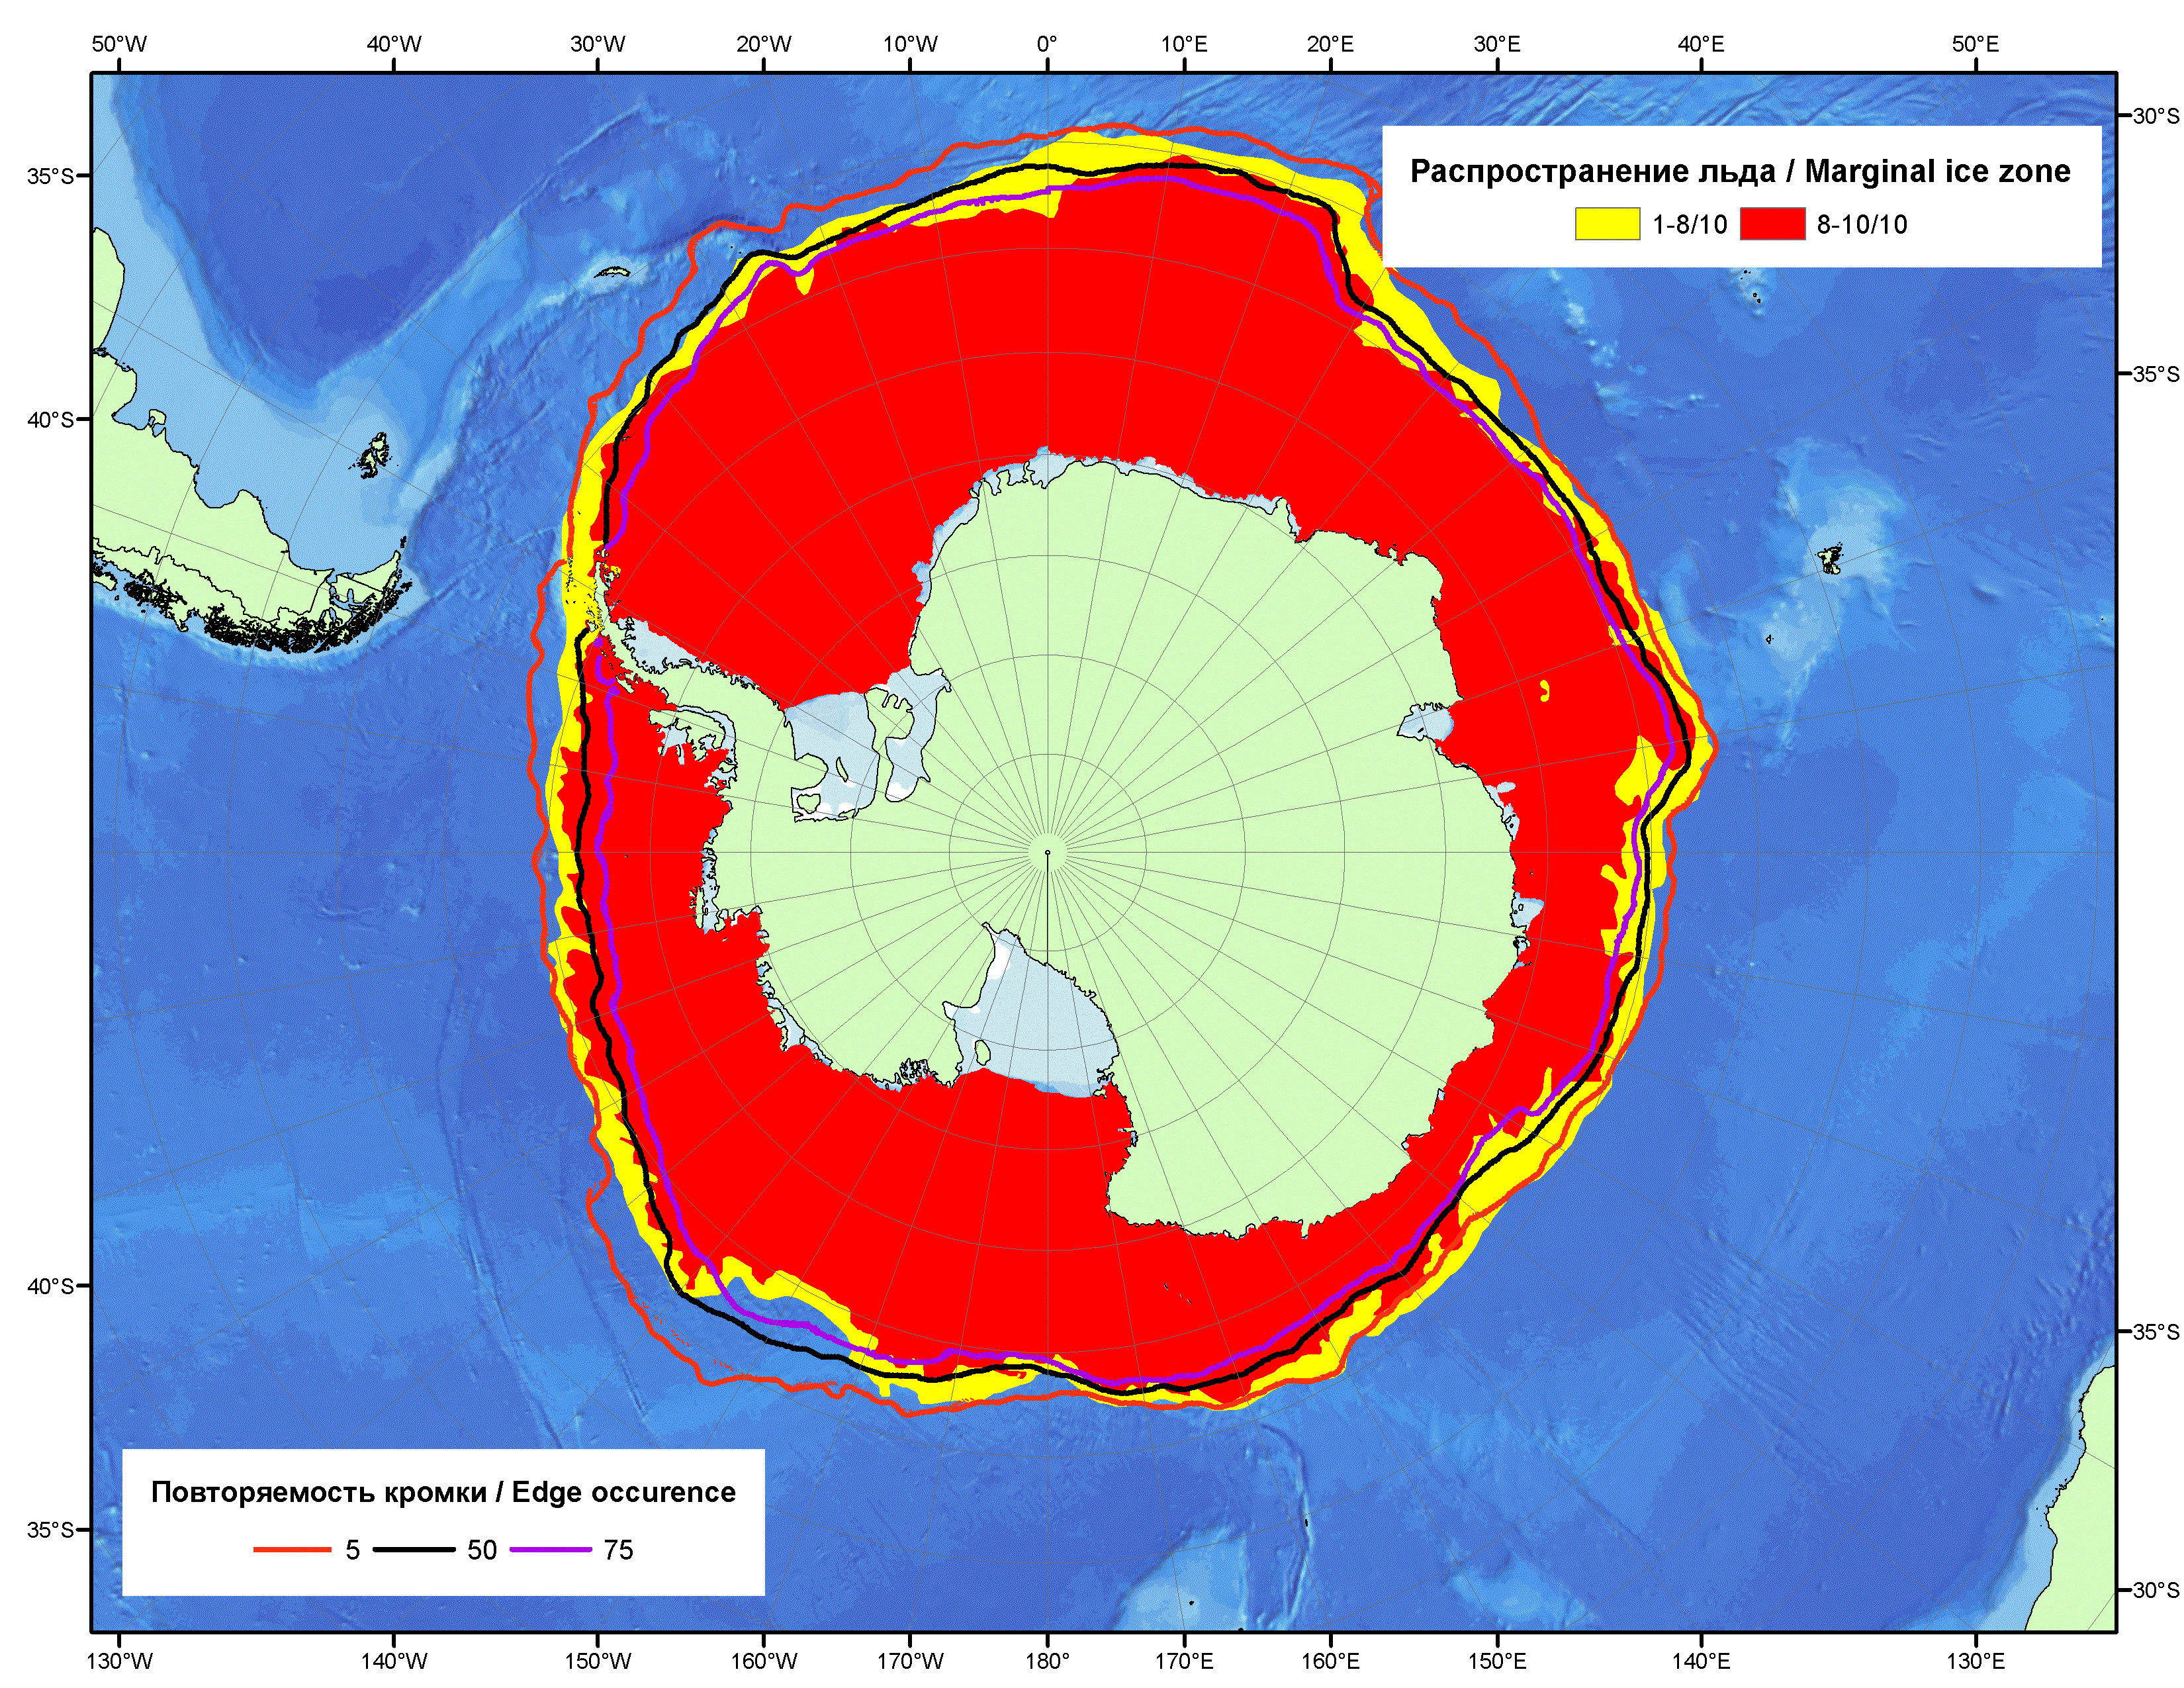 50°W 40°W 30°W 20°W 10°W 0° 10°E 20°E 30°E 40°E 50°E
30°S
Распространение льда / Marginal ice zone
35°S
1-8/10 8-10/10
35°S
40°S
40°S
35°S
Повторяемость кромки / Edge occurence
35°S
5 50 75
30°S
130°W 140°W 150°W 160°W 170°W 180° 170°E 160°E 150°E 140°E 130°E